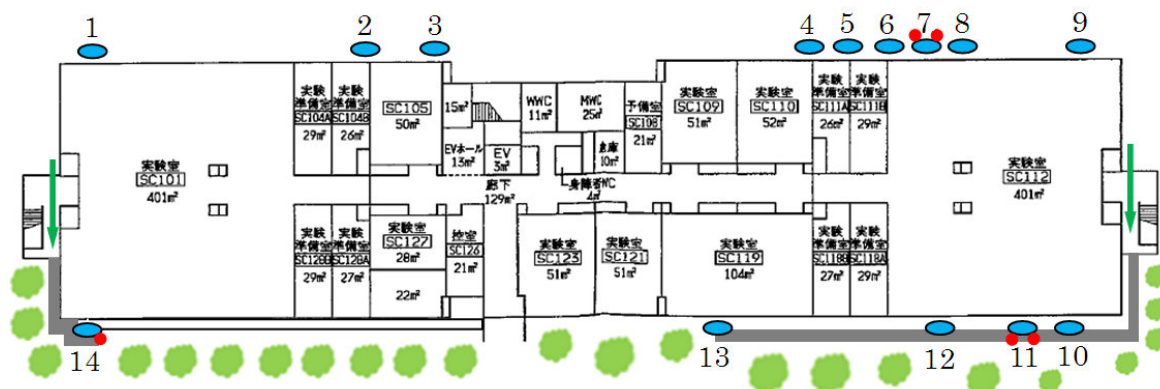 1
2
3
4
5
6
7
8
9
実験
準備室
SC104A
29㎡
実験
準備室
SC104B
26㎡
SC105
50㎡
15㎡
EVホール
13㎡
EV
3㎡
WWC
11㎡
MWC
25㎡
倉庫
10㎡
予備室
SC108
21㎡
実験室
SC109
51㎡
実験室
SC110
52㎡
実験
準備室
SC111A
26㎡
実験
準備室
SC111B
29㎡
実験室
SC101
401㎡
廊下
129㎡
身障者WC
4㎡
実験室
SC112
401㎡
実験
準備室
SC128B
29㎡
実験
準備室
SC128A
27㎡
実験室
SC127
28㎡
22㎡
控室
SC126
21㎡
実験室
SC123
51㎡
実験室
SC121
51㎡
実験室
SC119
104㎡
実験
準備室
SC118B
27㎡
実験
準備室
SC118A
29㎡
14
13
12
11
10